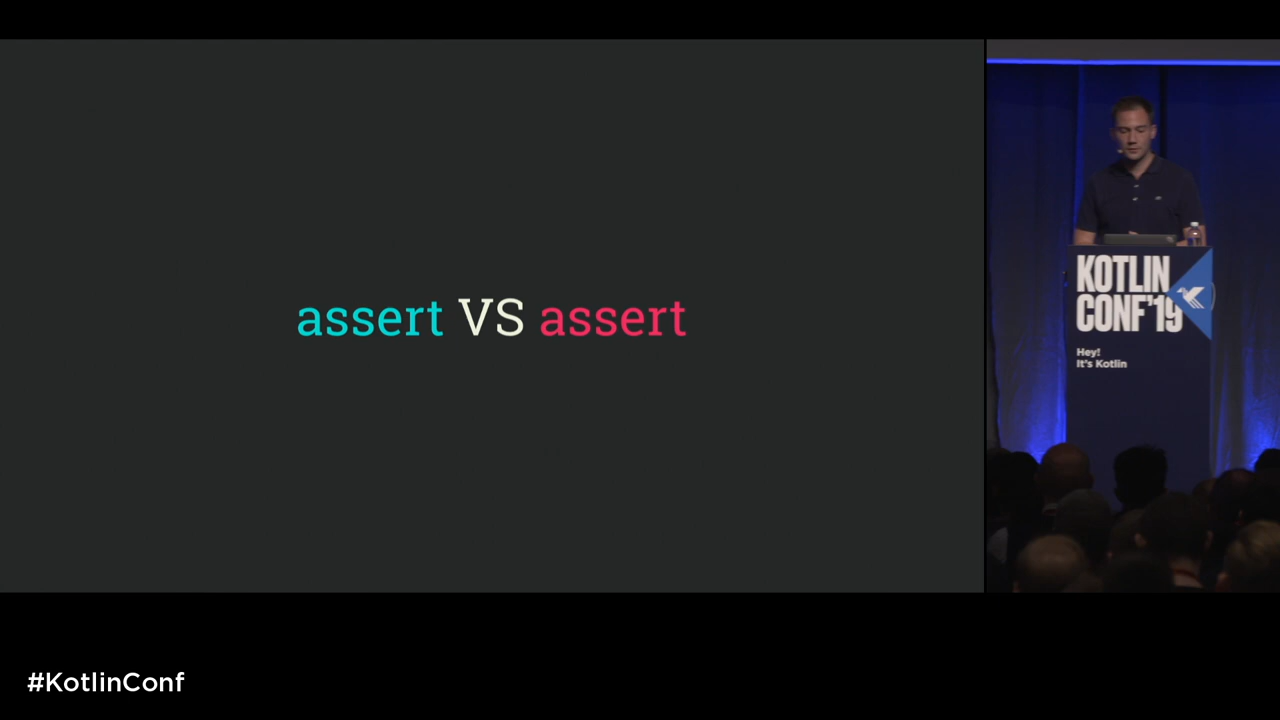 assert VS assert
KOTLIN
CONF'19
Hey!
It's Kotlin
#KotlinConf